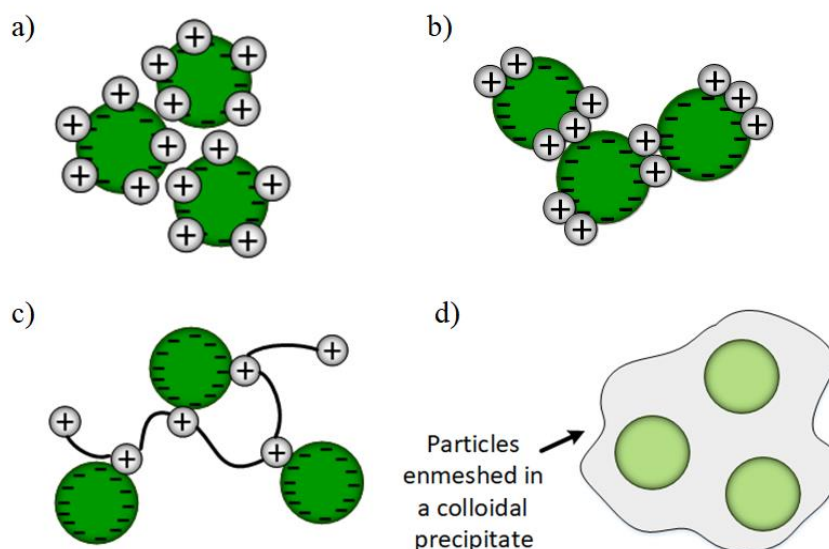 a)
b)
c)
d)
Particles
enmeshed in
a colloidal
precipitate